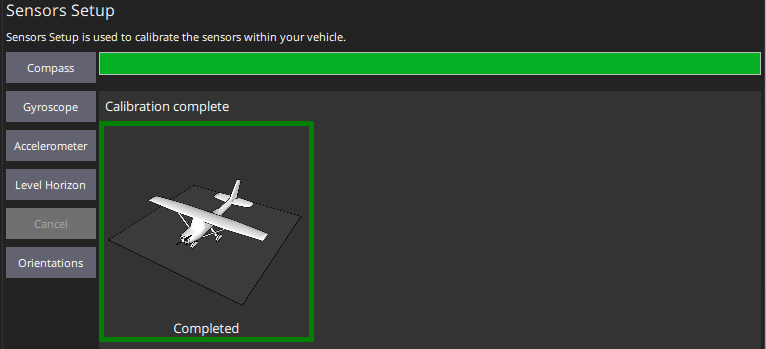 Sensors Setup
Sensors Setup is used to calibrate the sensors within your vehicle.
Compass
Gyroscope
Calibration complete
Accelerometer
Level Horizon
Cancel
Orientations
Completed